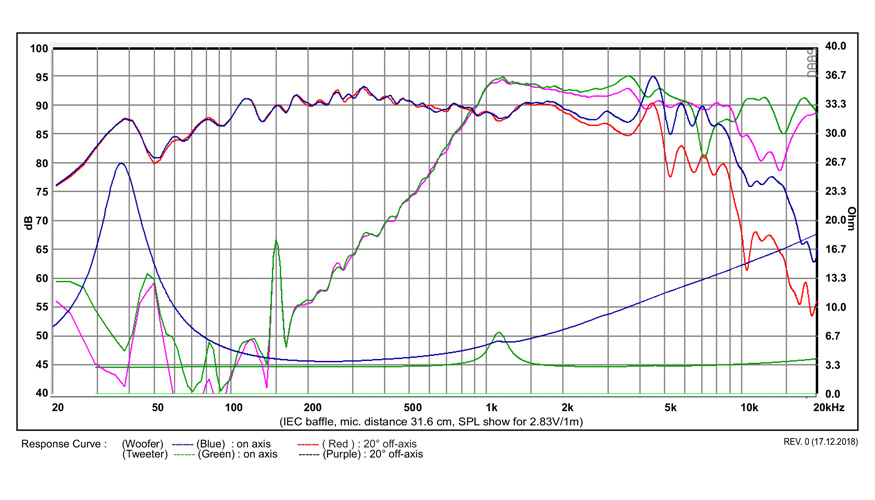 100 40.0
95 36.7
90 33.3
85 30.0
80 26.7
75 23.3
70 20.0
dB Ohm
65 16.7
60 13.3
55 10.0
50 6.7
45 3.3
40 0.0
20 50 100 200 500 1k 2k 5k 10k 20kHz
(IEC baffle, mic. distance 31.6 cm, SPL show for 2.83V/1m)
Response Curve : (Woofer) (Blue) : on axis ( Red ) : 20° off-axis REV. 0 (17.12.2018)
(Tweeter) (Green) : on axis (Purple) : 20° off-axis